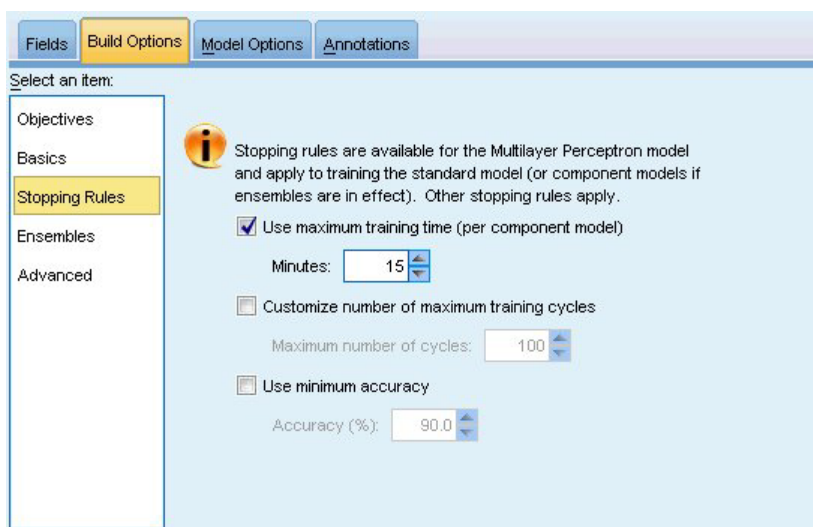 Fields Build Options Model Options Annotations
Select an item:
Objectives
Basics
Stopping Rules
Ensembles
Advanced
Stopping rules are available for the Multilayer Perceptron model
and apply to training the standard model (or component models if
ensembles are in effect). Other stopping rules apply.
Use maximum training time (per component model)
Minutes: 15
Customize number of maximum training cycles
Maximum number of cycles: 100
Use minimum accuracy
Accuracy (%): 90.0